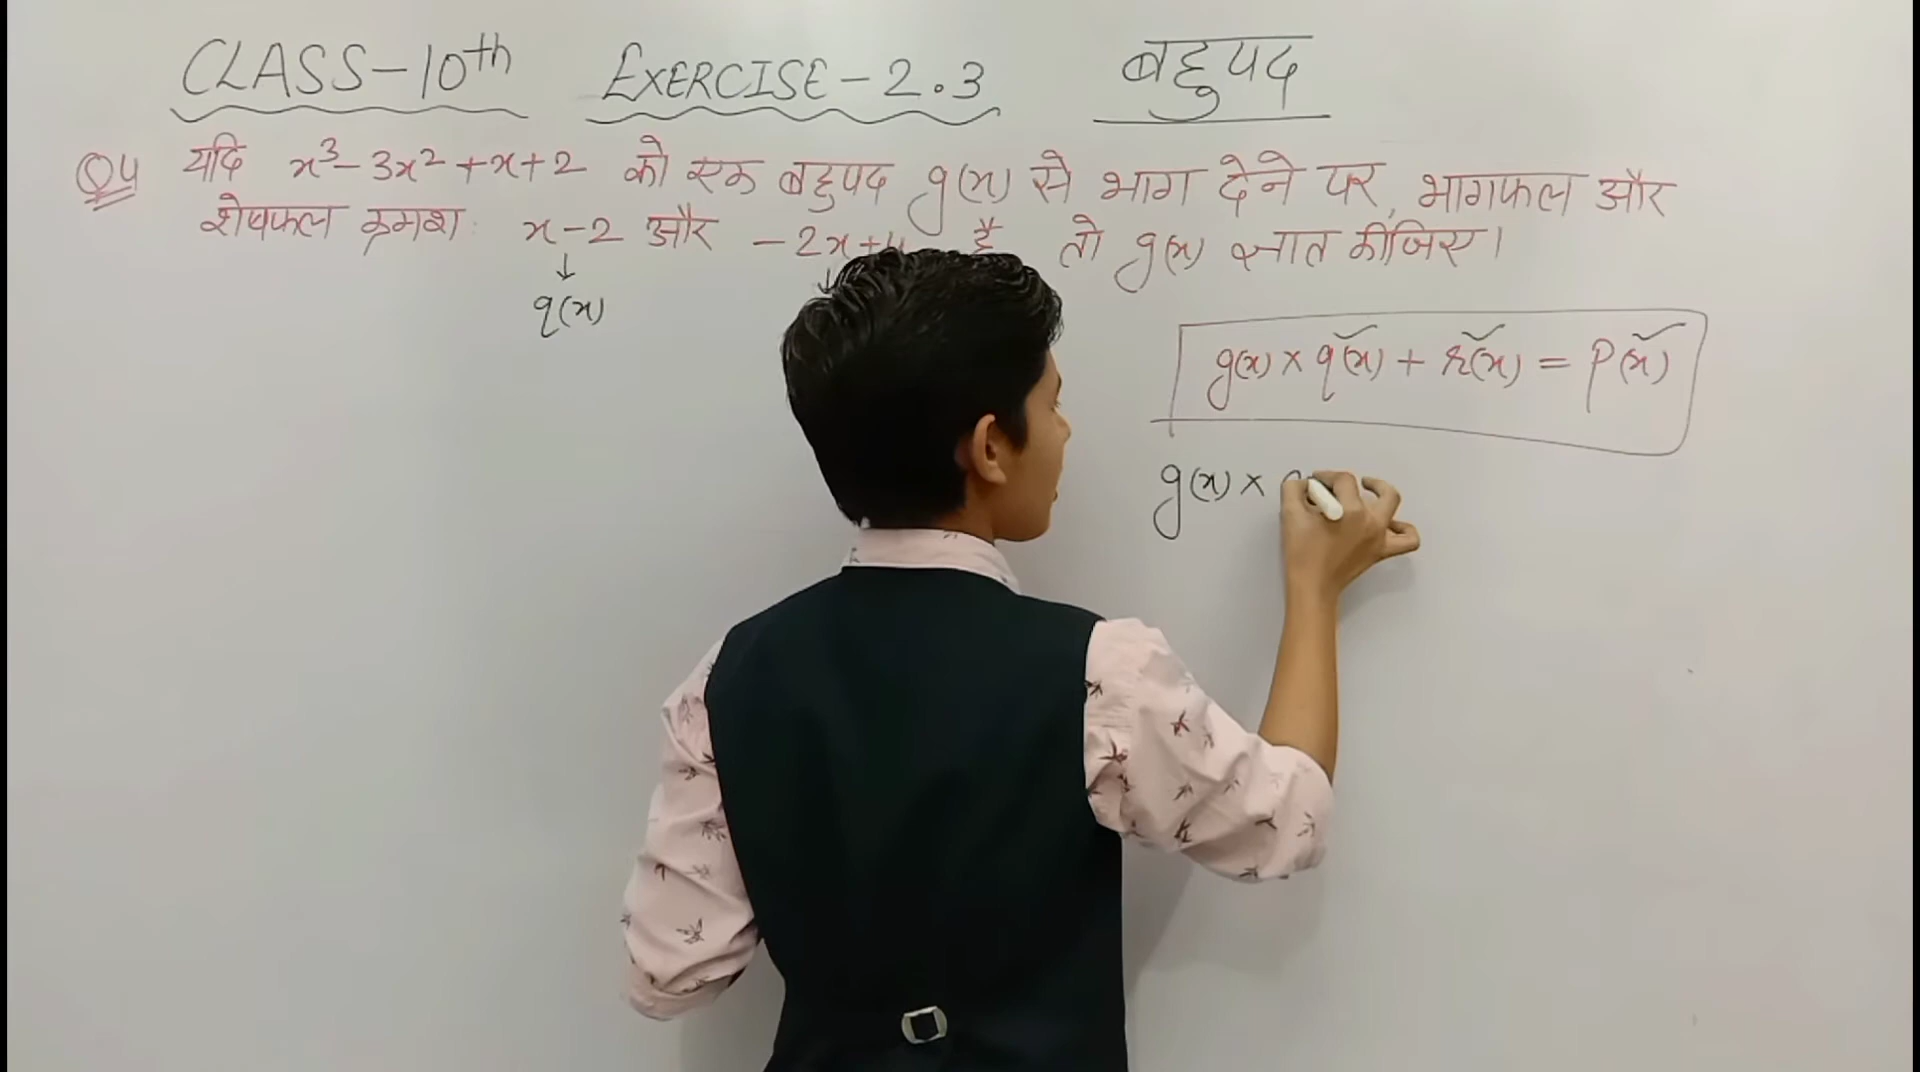 CLASS-10th EXERCISE-2.3 बहुपद
Q4 यदि x³-3x²+x+2 को एक बहुपद g(x) से भाग देने पर, भागफल और
शेषफल क्रमश: x-2 और -2x+4 है तो g(x) ज्ञात कीजिए।
↓ ↓
q(x)
g(x) × q(x) + r(x) = P(x)
g(x) ×